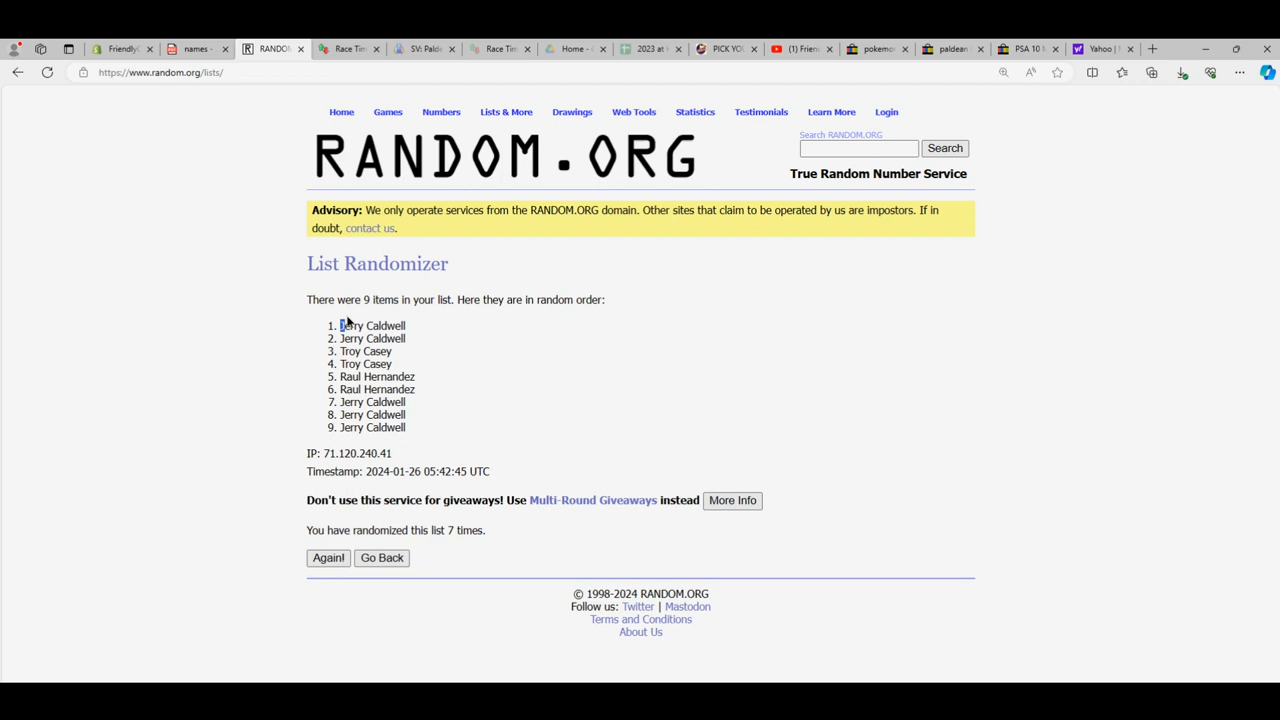 FriendlyC
names -
RANDOM
Race Tim
SV: Palde
Race Tim
Home -
2023 at
PICK YO
(1) Frien
pokemon
paldean
PSA 10
Yahoo |
https://www.random.org/lists/
Home Games Numbers Lists & More Drawings Web Tools Statistics Testimonials Learn More Login
Search RANDOM.ORG
Search
RANDOM.ORG
True Random Number Service
Advisory: We only operate services from the RANDOM.ORG domain. Other sites that claim to be operated by us are impostors. If in
doubt, contact us.
List Randomizer
There were 9 items in your list. Here they are in random order:
1. Jerry Caldwell
2. Jerry Caldwell
3. Troy Casey
4. Troy Casey
5. Raul Hernandez
6. Raul Hernandez
7. Jerry Caldwell
8. Jerry Caldwell
9. Jerry Caldwell
IP: 71.120.240.41
Timestamp: 2024-01-26 05:42:45 UTC
Don't use this service for giveaways! Use Multi-Round Giveaways instead More Info
You have randomized this list 7 times.
Again! Go Back
© 1998-2024 RANDOM.ORG
Follow us: Twitter | Mastodon
Terms and Conditions
About Us